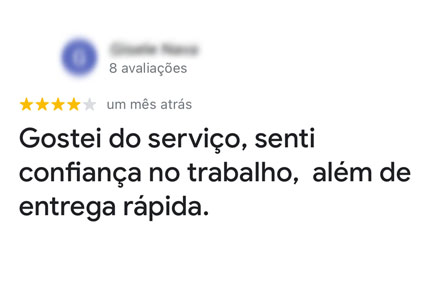 8 avaliações
um mês atrás
Gostei do serviço, senti
confiança no trabalho,  além de
entrega rápida.